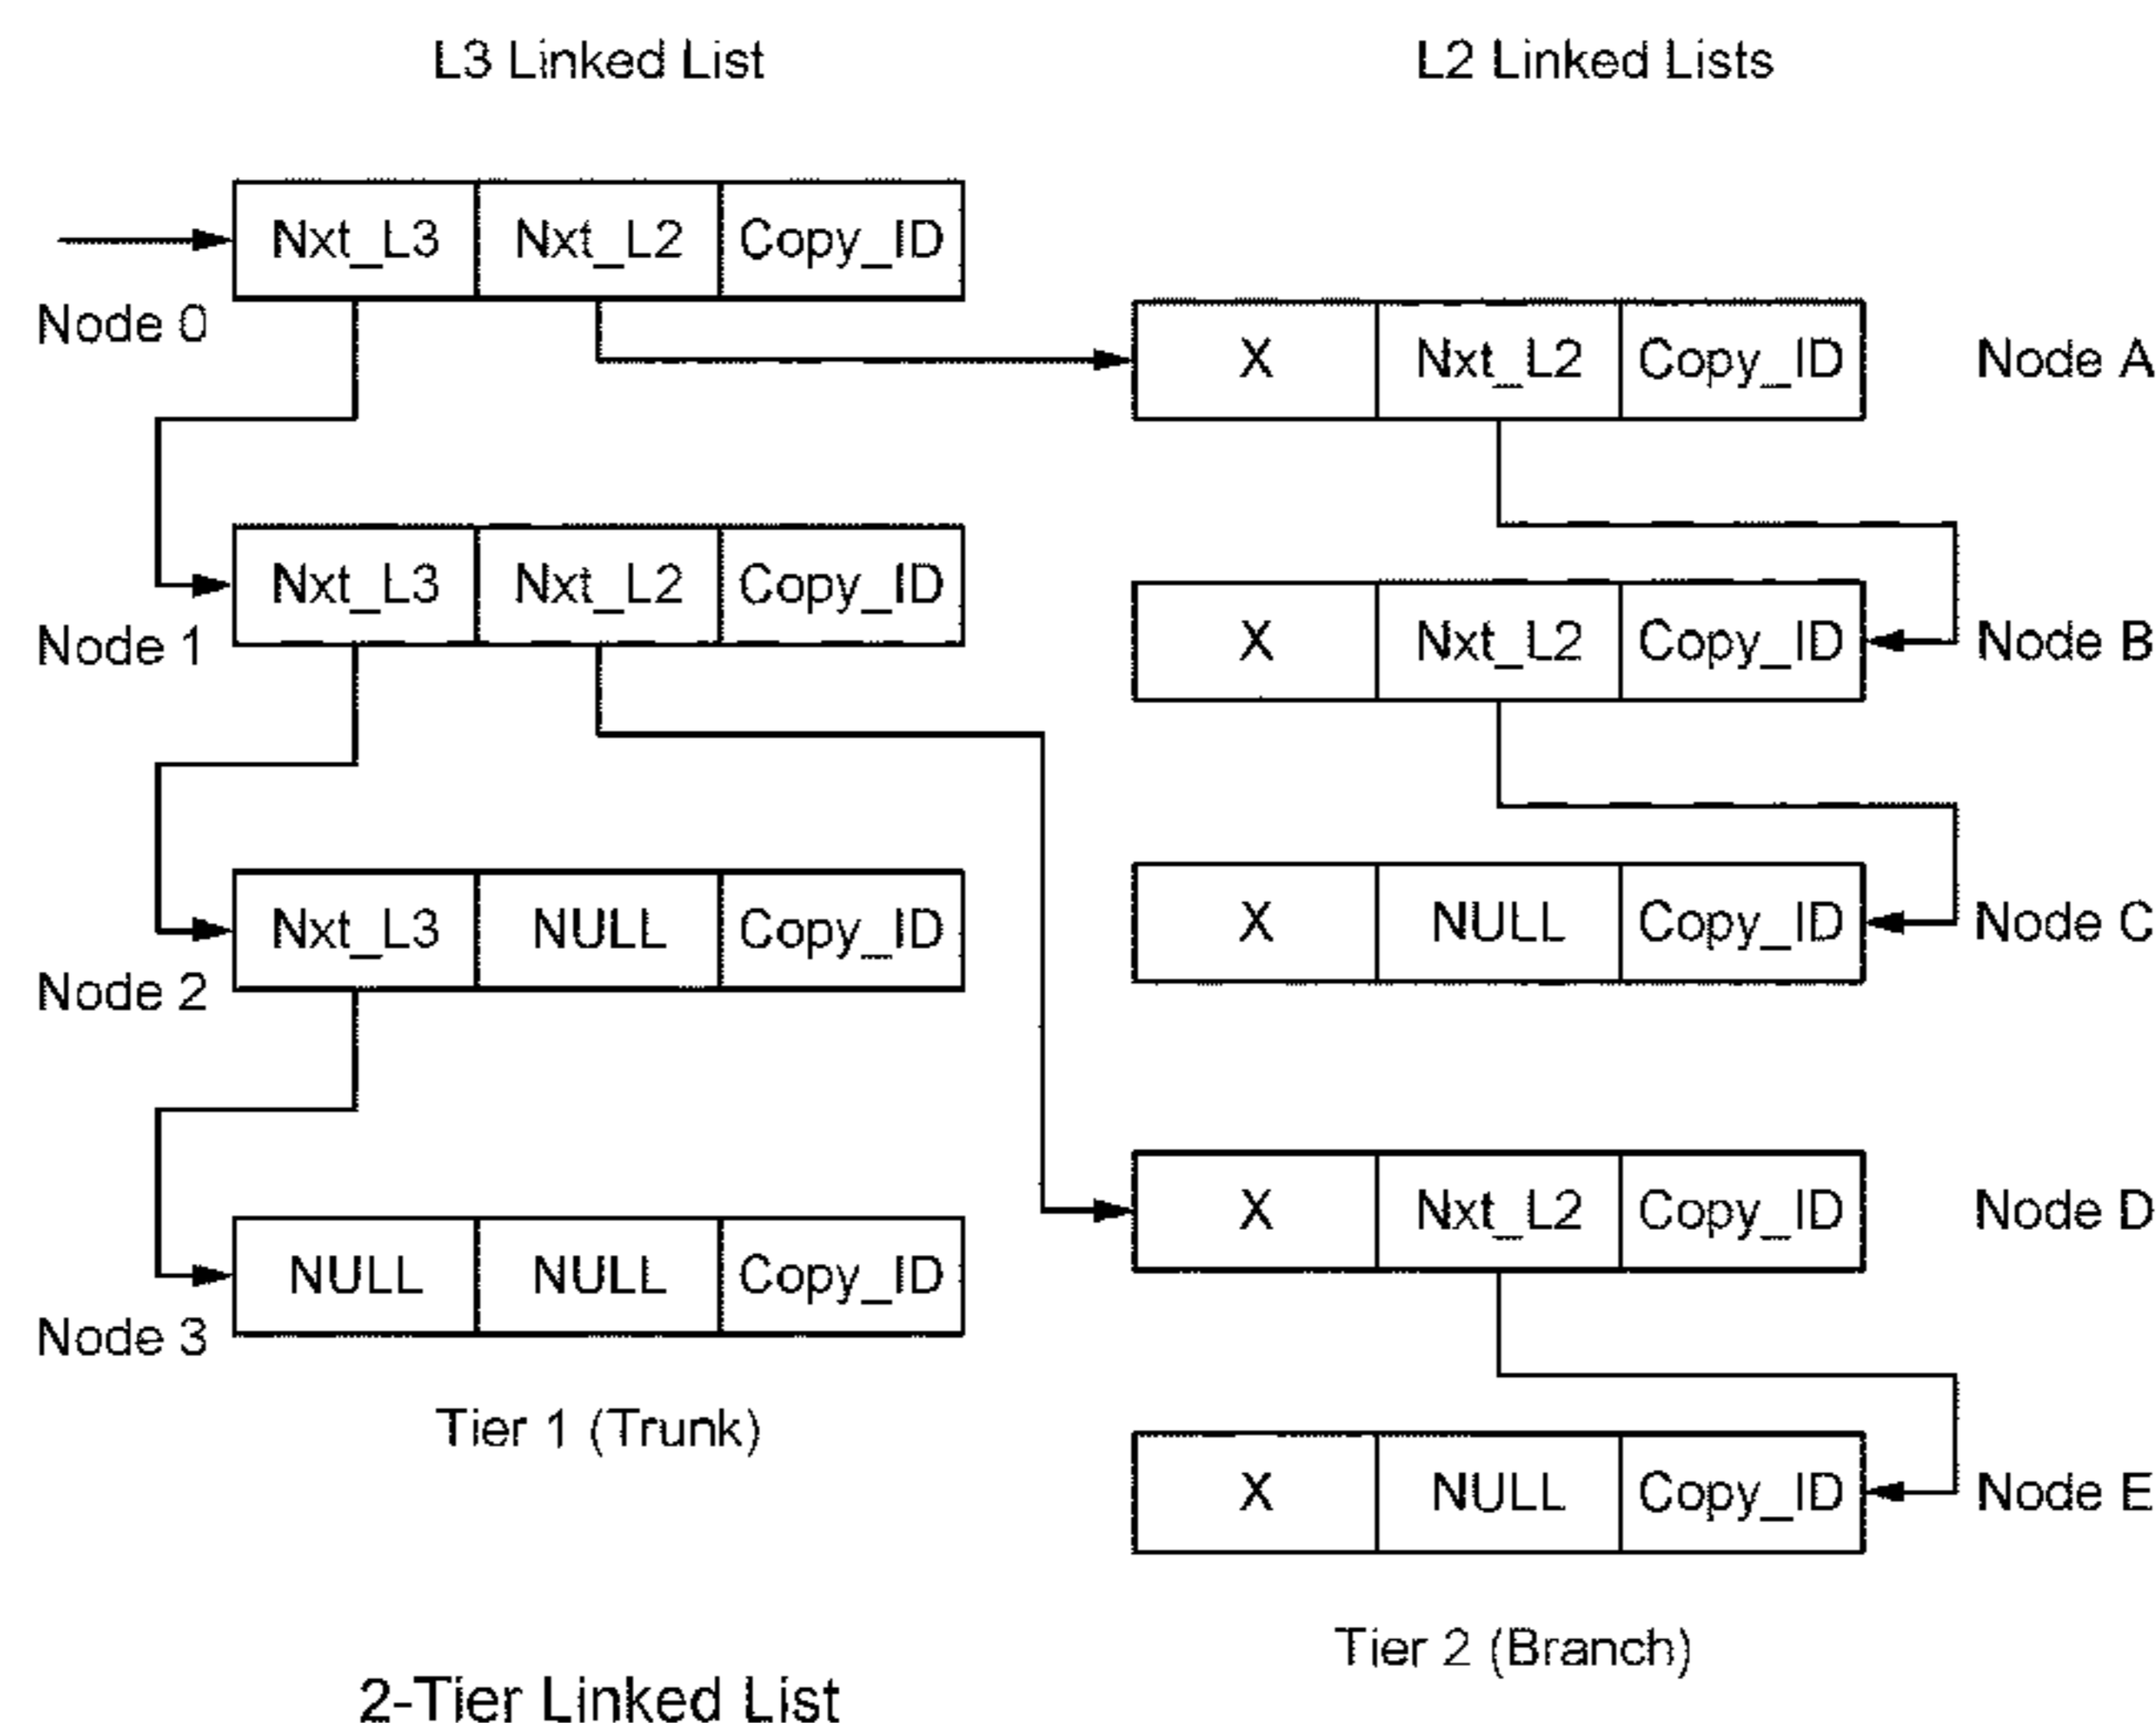 L3 Linked List
L2 Linked Lists
Nxt_L3 Nxt_L2 Copy_ID
Node 0
X Nxt_L2 Copy_ID Node A
Nxt_L3 Nxt_L2 Copy_ID
Node 1
X Nxt_L2 Copy_ID Node B
Nxt_L3 NULL Copy_ID
Node 2
X NULL Copy_ID Node C
X Nxt_L2 Copy_ID Node D
NULL NULL Copy_ID
Node 3
Tier 1 (Trunk)
X NULL Copy_ID Node E
Tier 2 (Branch)
2-Tier Linked List